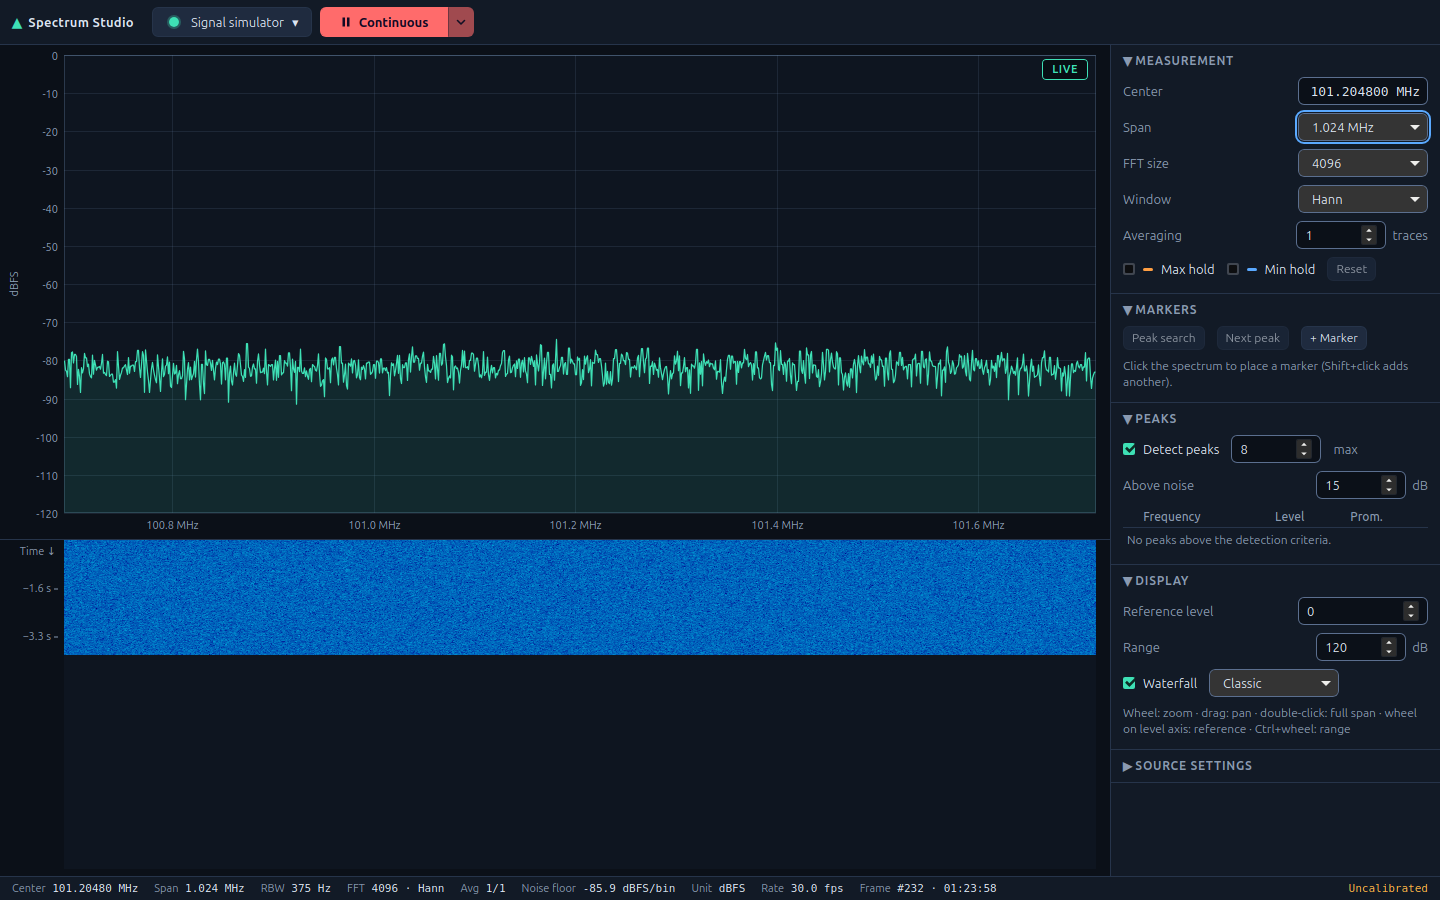 Spectrum Studio
Signal simulator ▾
Continuous
LIVE
dBFS
0
-10
-20
-30
-40
-50
-60
-70
-80
-90
-100
-110
-120
100.8 MHz 101.0 MHz 101.2 MHz 101.4 MHz 101.6 MHz
Time ↓
−1.6 s
−3.3 s
▼ MEASUREMENT
Center 101.204800 MHz
Span 1.024 MHz
FFT size 4096
Window Hann
Averaging 1 traces
Max hold Min hold Reset
▼ MARKERS
Peak search Next peak + Marker
Click the spectrum to place a marker (Shift+click adds
another).
▼ PEAKS
Detect peaks 8 max
Above noise 15 dB
Frequency Level Prom.
No peaks above the detection criteria.
▼ DISPLAY
Reference level 0
Range 120 dB
Waterfall Classic
Wheel: zoom · drag: pan · double-click: full span · wheel
on level axis: reference · Ctrl+wheel: range
▶ SOURCE SETTINGS
Center 101.20480 MHz Span 1.024 MHz RBW 375 Hz FFT 4096 · Hann Avg 1/1 Noise floor -85.9 dBFS/bin Unit dBFS Rate 30.0 fps Frame #232 · 01:23:58 Uncalibrated